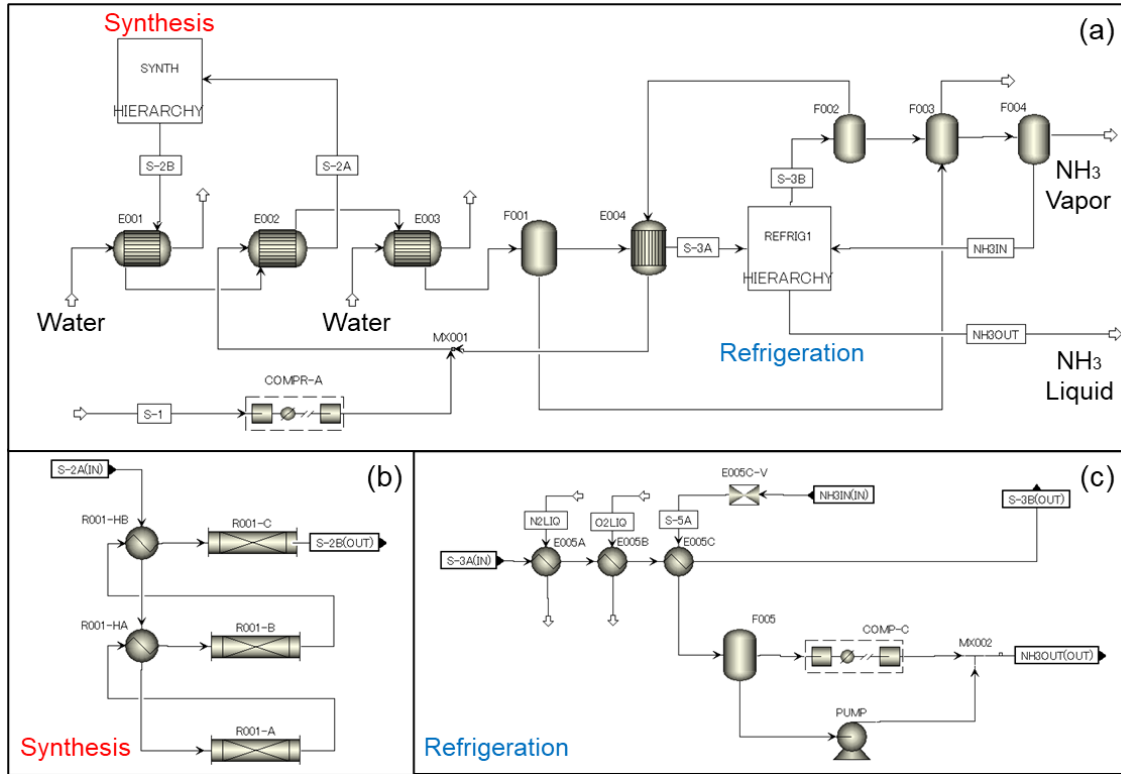 Synthesis
(a)
SYNTH
HIERARCHY
S-2B
S-2A
E001
E002
E003
F001
E004
S-3A
F002
F003
F004
S-3B
REFRIG1
HIERARCHY
NH3IN
NH3OUT
NH₃
Vapor
NH₃
Liquid
Water
Water
Refrigeration
MX001
COMPR-A
S-1
(b)
S-2A(IN)
R001-HB
R001-C
S-2B(OUT)
R001-HA
R001-B
R001-A
Synthesis
(c)
E005C-V
NH3IN(IN)
S-3B(OUT)
N2LIQ
O2LIQ
S-5A
E005A
E005B
E005C
S-3A(IN)
F005
COMP-C
MX002
NH3OUT(OUT)
PUMP
Refrigeration